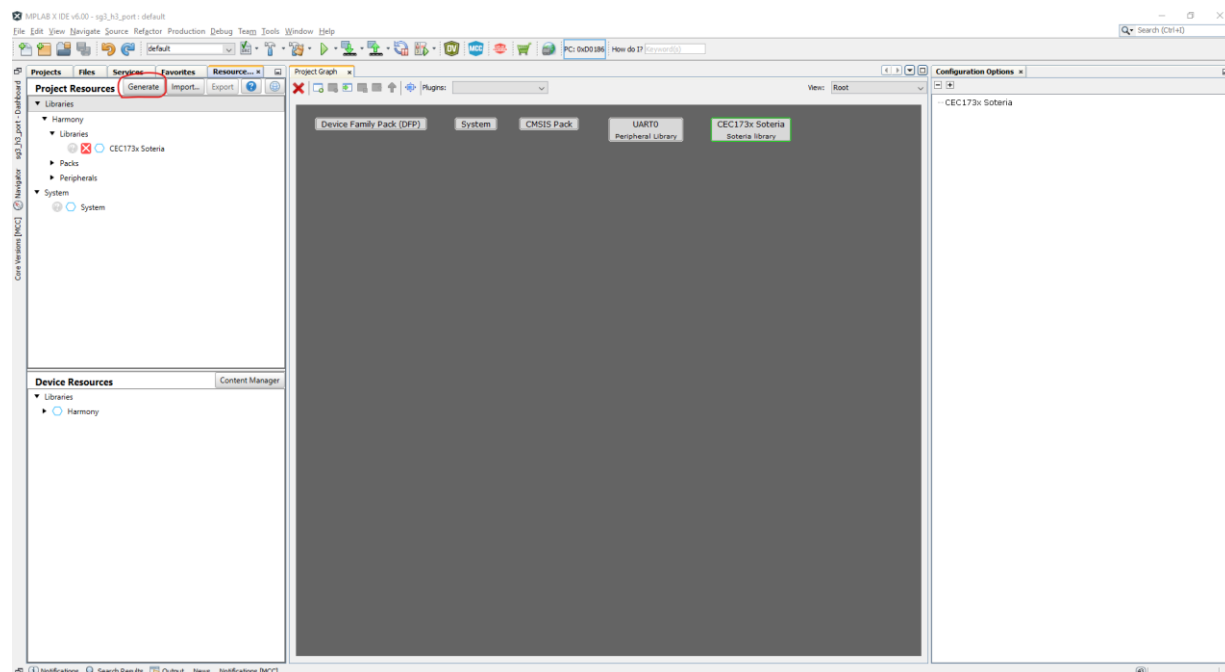 MPLAB X IDE v6.00 - sg3_h3_port : default
File Edit View Navigate Source Refactor Production Debug Team Tools Window Help
Search (Ctrl+I)
default
PC: 0xD0186
How do I?
Keyword(s)
Projects Files Services Favorites Resource... x
Project Graph x
Configuration Options x
Project Resources Generate Import... Export
Plugins:
View: Root
sg3_h3_port - Dashboard
Navigator
Core Versions [MCC]
Libraries
Harmony
Libraries
CEC173x Soteria
Packs
Peripherals
System
System
Device Resources Content Manager
Libraries
Harmony
Device Family Pack (DFP) System CMSIS Pack UART0 CEC173x Soteria
Peripheral Library Soteria library
CEC173x Soteria
DV
MCC
Notifications Search Results Output News Notifications [MCC]